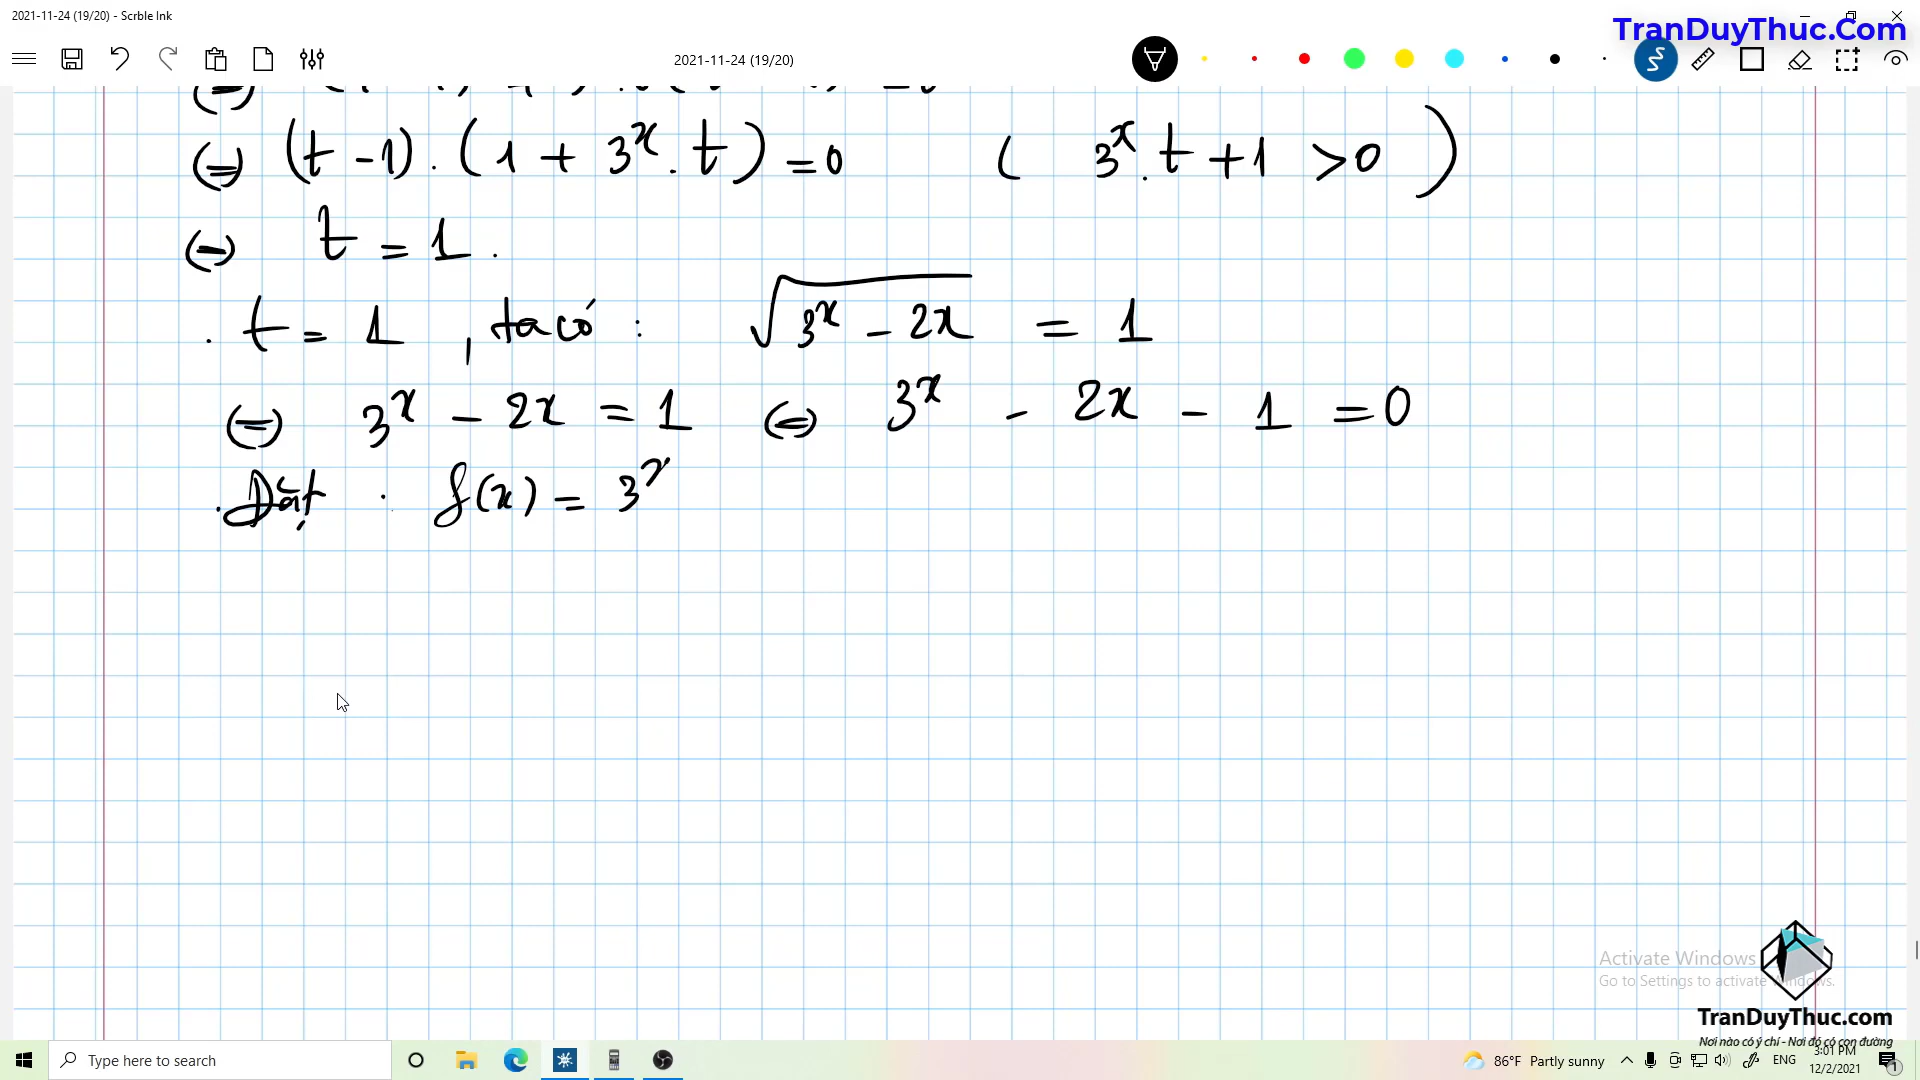 2021-11-24 (19/20) - Scrble Ink
TranDuyThuc.Com
2021-11-24 (19/20)
(=) (t - 1) . (1 + 3^x . t) = 0 ( 3^x . t + 1 > 0 )
(=) t = 1 .
. t = 1 , ta có : √(3^x - 2x) = 1
(=) 3^x - 2x = 1 (=) 3^x - 2x - 1 = 0
. Đặt : f(x) = 3^x
Activate Windows
Go to Settings to activate Windows.
TranDuyThuc.com
Nơi nào có ý chí - Nơi đó có con đường
Type here to search
86°F Partly sunny
ENG
3:01 PM
12/2/2021
1